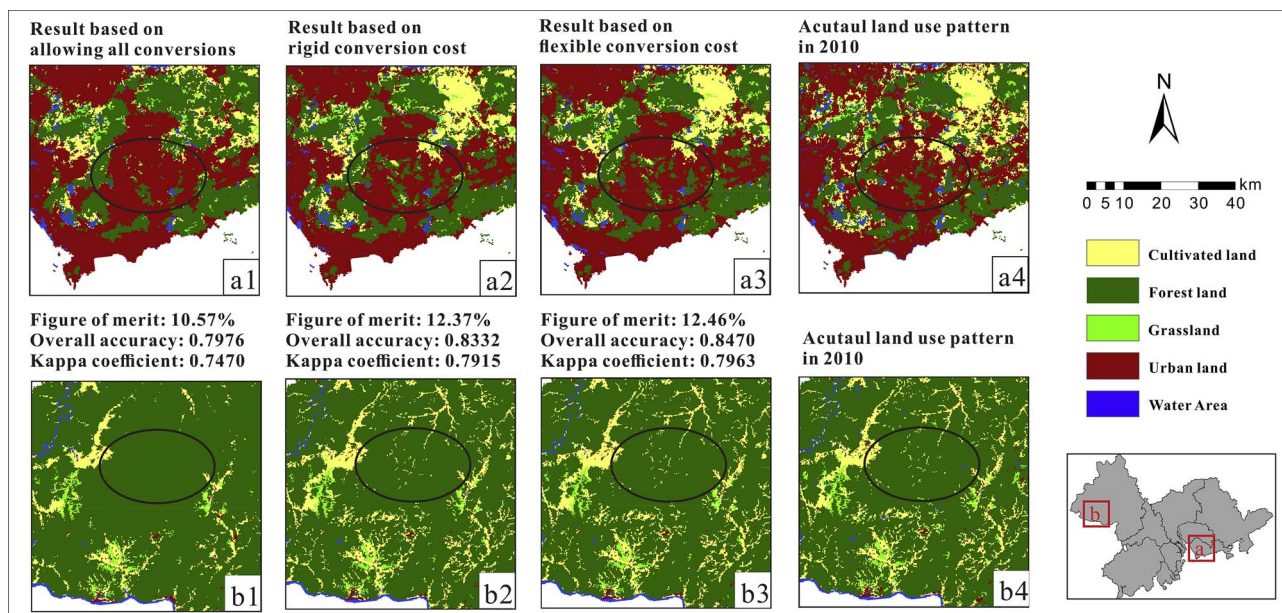 Result based on
allowing all conversions
Result based on
rigid conversion cost
Result based on
flexible conversion cost
Acutaul land use pattern
in 2010
a1
a2
a3
a4
N
km
0 5 10 20 30 40
Cultivated land
Forest land
Grassland
Urban land
Water Area
Figure of merit: 10.57%
Overall accuracy: 0.7976
Kappa coefficient: 0.7470
Figure of merit: 12.37%
Overall accuracy: 0.8332
Kappa coefficient: 0.7915
Figure of merit: 12.46%
Overall accuracy: 0.8470
Kappa coefficient: 0.7963
Acutaul land use pattern
in 2010
b1
b2
b3
b4
b
a